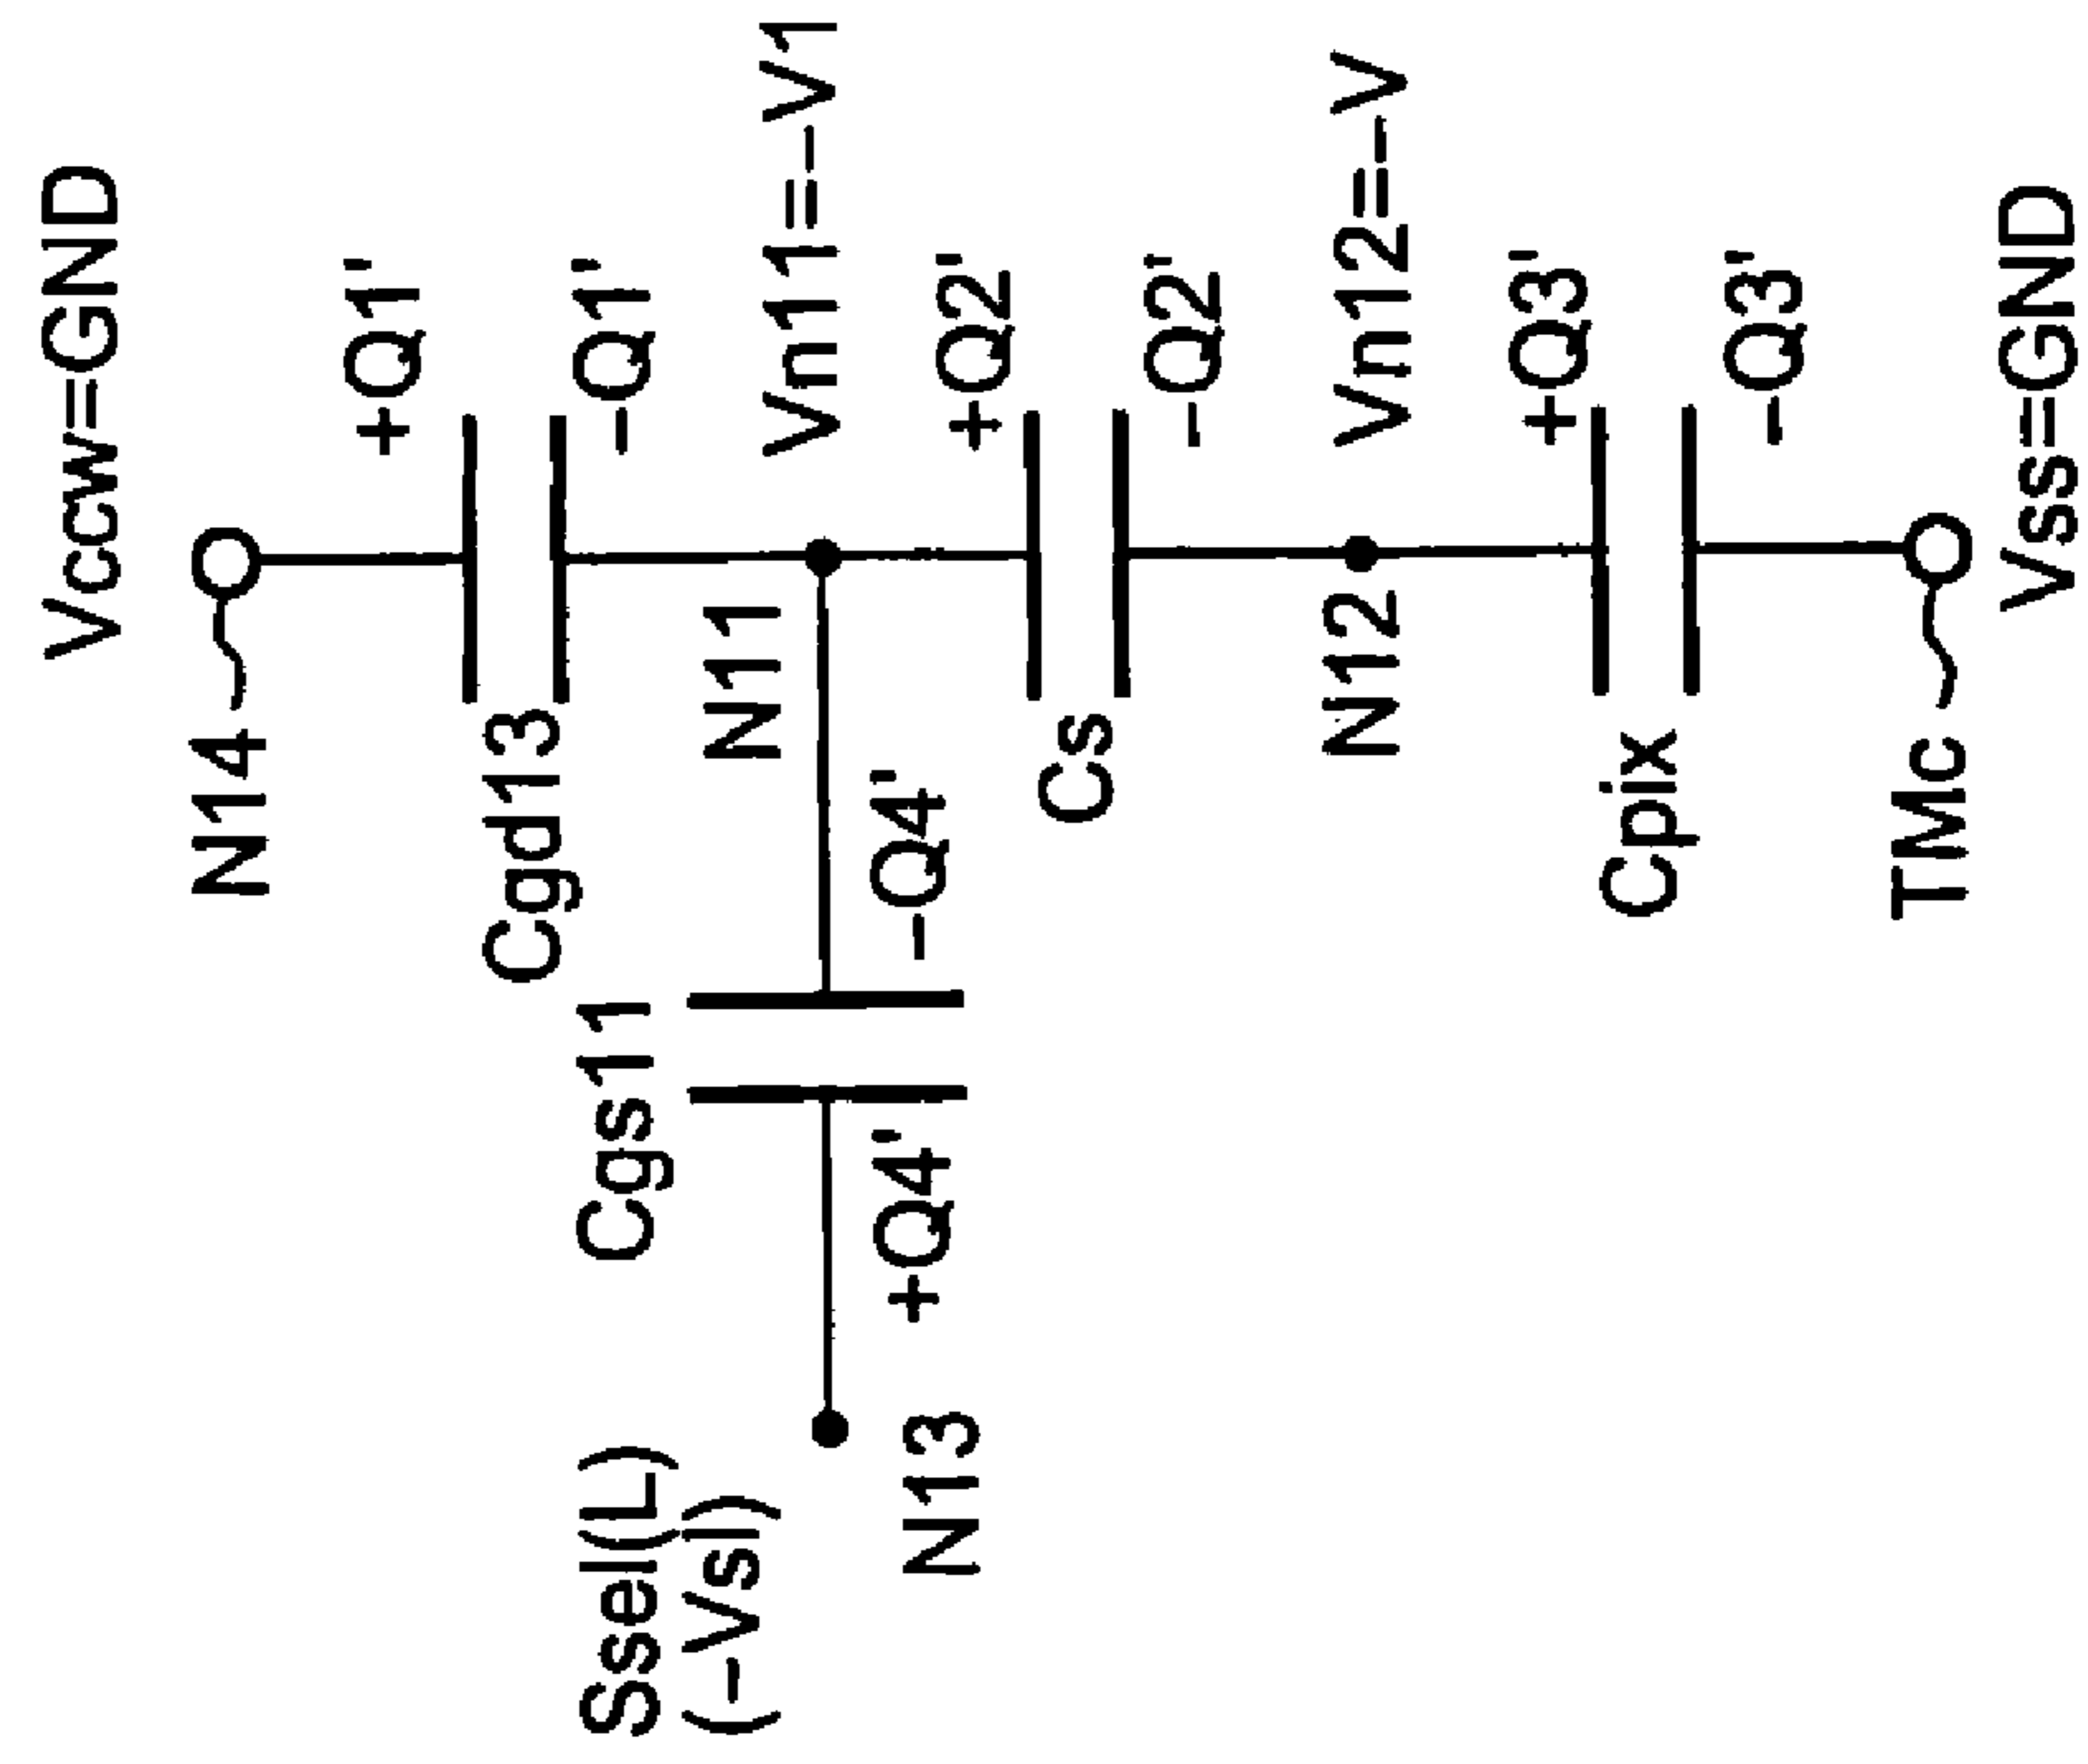 Vccw=GND
N14
+Q1'
Cgd13
-Q1'
N11
Vn11=-V1
Ssel(L)
(-Vsl)
Cgs11
N13
+Q4'
-Q4'
+Q2'
Cs
-Q2'
N12
Vn12=-V
+Q3'
Cpix
-Q3'
TMc
Vss=GND